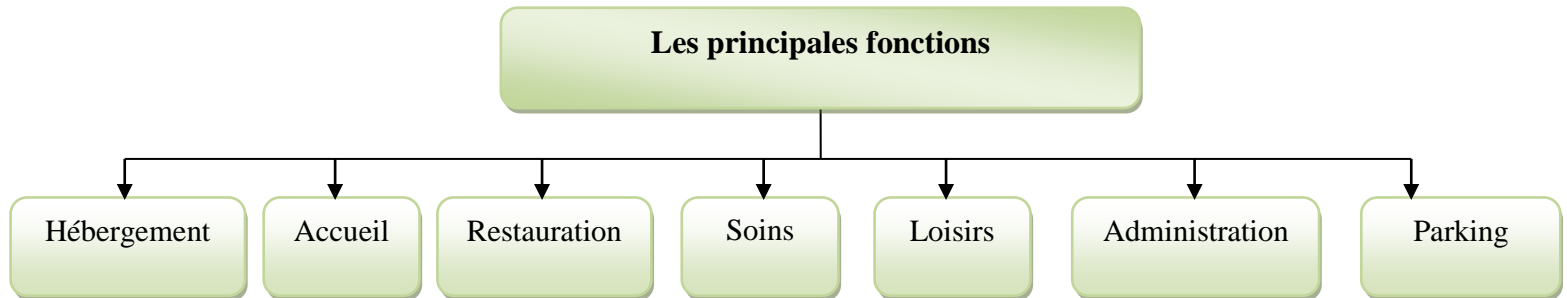 Les principales fonctions
Hébergement
Accueil
Restauration
Soins
Loisirs
Administration
Parking